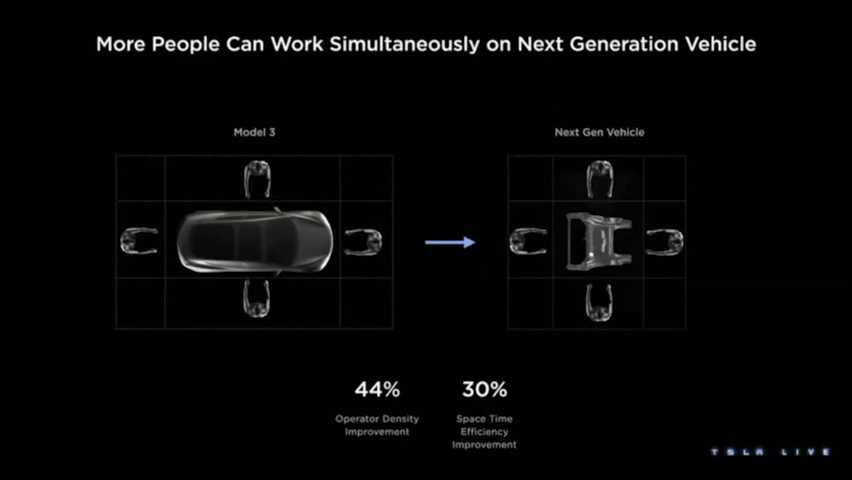 More People Can Work Simultaneously on Next Generation Vehicle
Model 3
Next Gen Vehicle
44%
Operator Density
Improvement
30%
Space Time
Efficiency
Improvement
TSLA LIVE